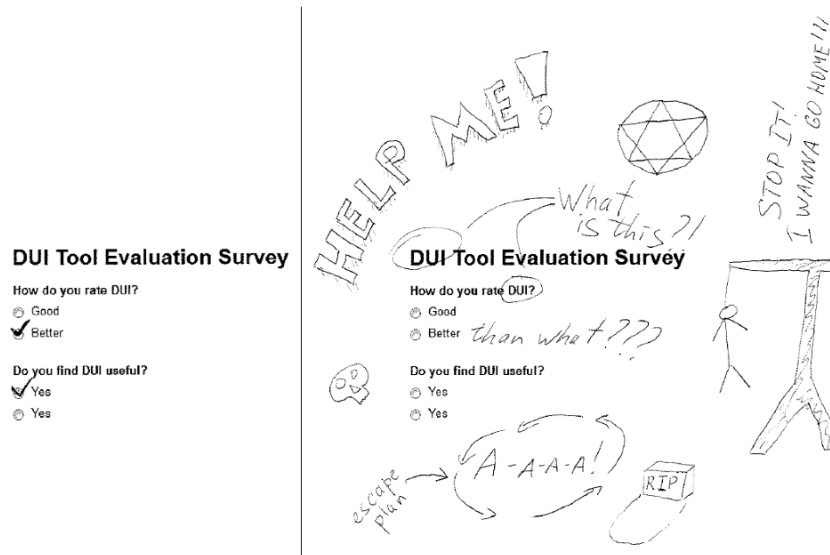 DUI Tool Evaluation Survey
How do you rate DUI?
Good
Better
Do you find DUI useful?
Yes
Yes
HELP ME!
STOP IT!
I WANNA GO HOME!!!
What
is this?!
DUI Tool Evaluation Survey
How do you rate DUI?
Good
Better than what???
Do you find DUI useful?
Yes
Yes
A-A-A-A!
escape
plan
RIP